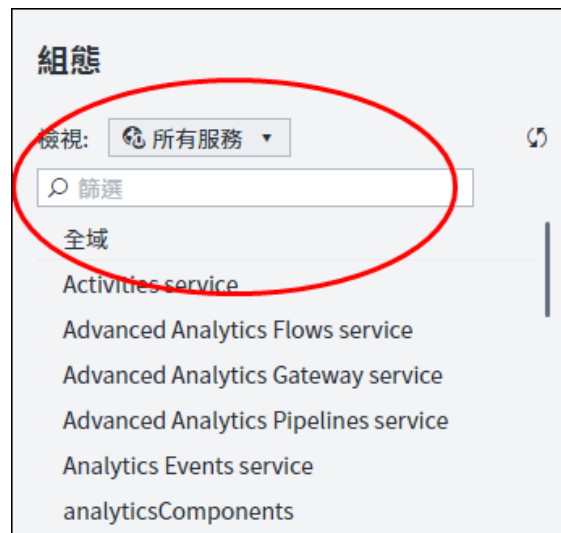 組態
檢視: 所有服務
篩選
全域
Activities service
Advanced Analytics Flows service
Advanced Analytics Gateway service
Advanced Analytics Pipelines service
Analytics Events service
analyticsComponents